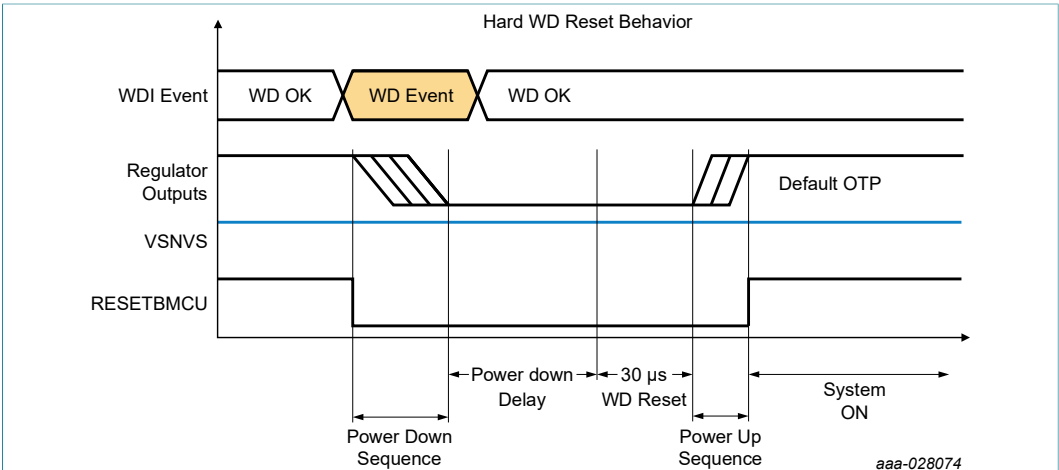 Hard WD Reset Behavior
WDI Event
WD OK
WD Event
WD OK
Regulator
Outputs
Default OTP
VSNVS
RESETBMCU
Power down
Delay
30 µs
WD Reset
System
ON
Power Down
Sequence
Power Up
Sequence
aaa-028074